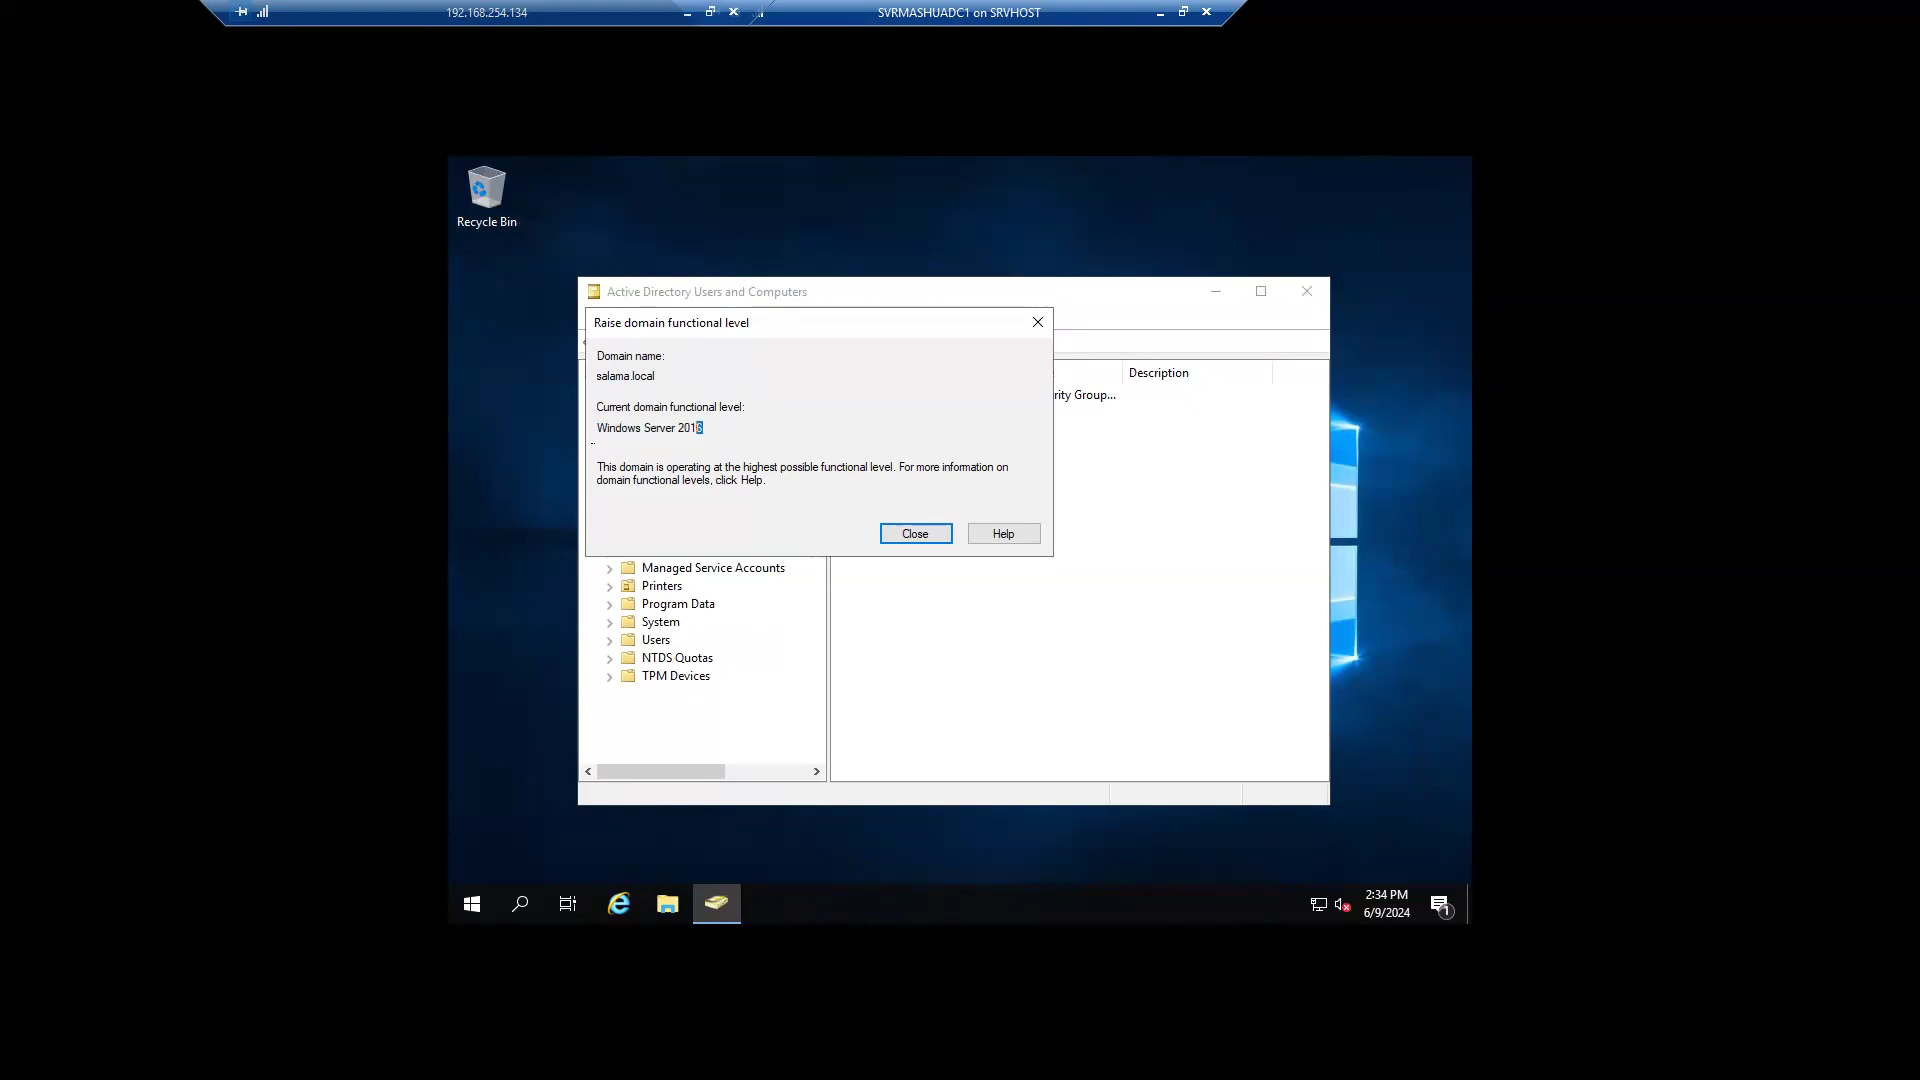 192.168.254.134
SVRMASHUADC1 on SRVHOST
Recycle Bin
Active Directory Users and Computers
Raise domain functional level
Domain name:
salama.local
Current domain functional level:
Windows Server 2016
This domain is operating at the highest possible functional level. For more information on
domain functional levels, click Help.
Close
Help
Description
rity Group...
Managed Service Accounts
Printers
Program Data
System
Users
NTDS Quotas
TPM Devices
2:34 PM
6/9/2024
1